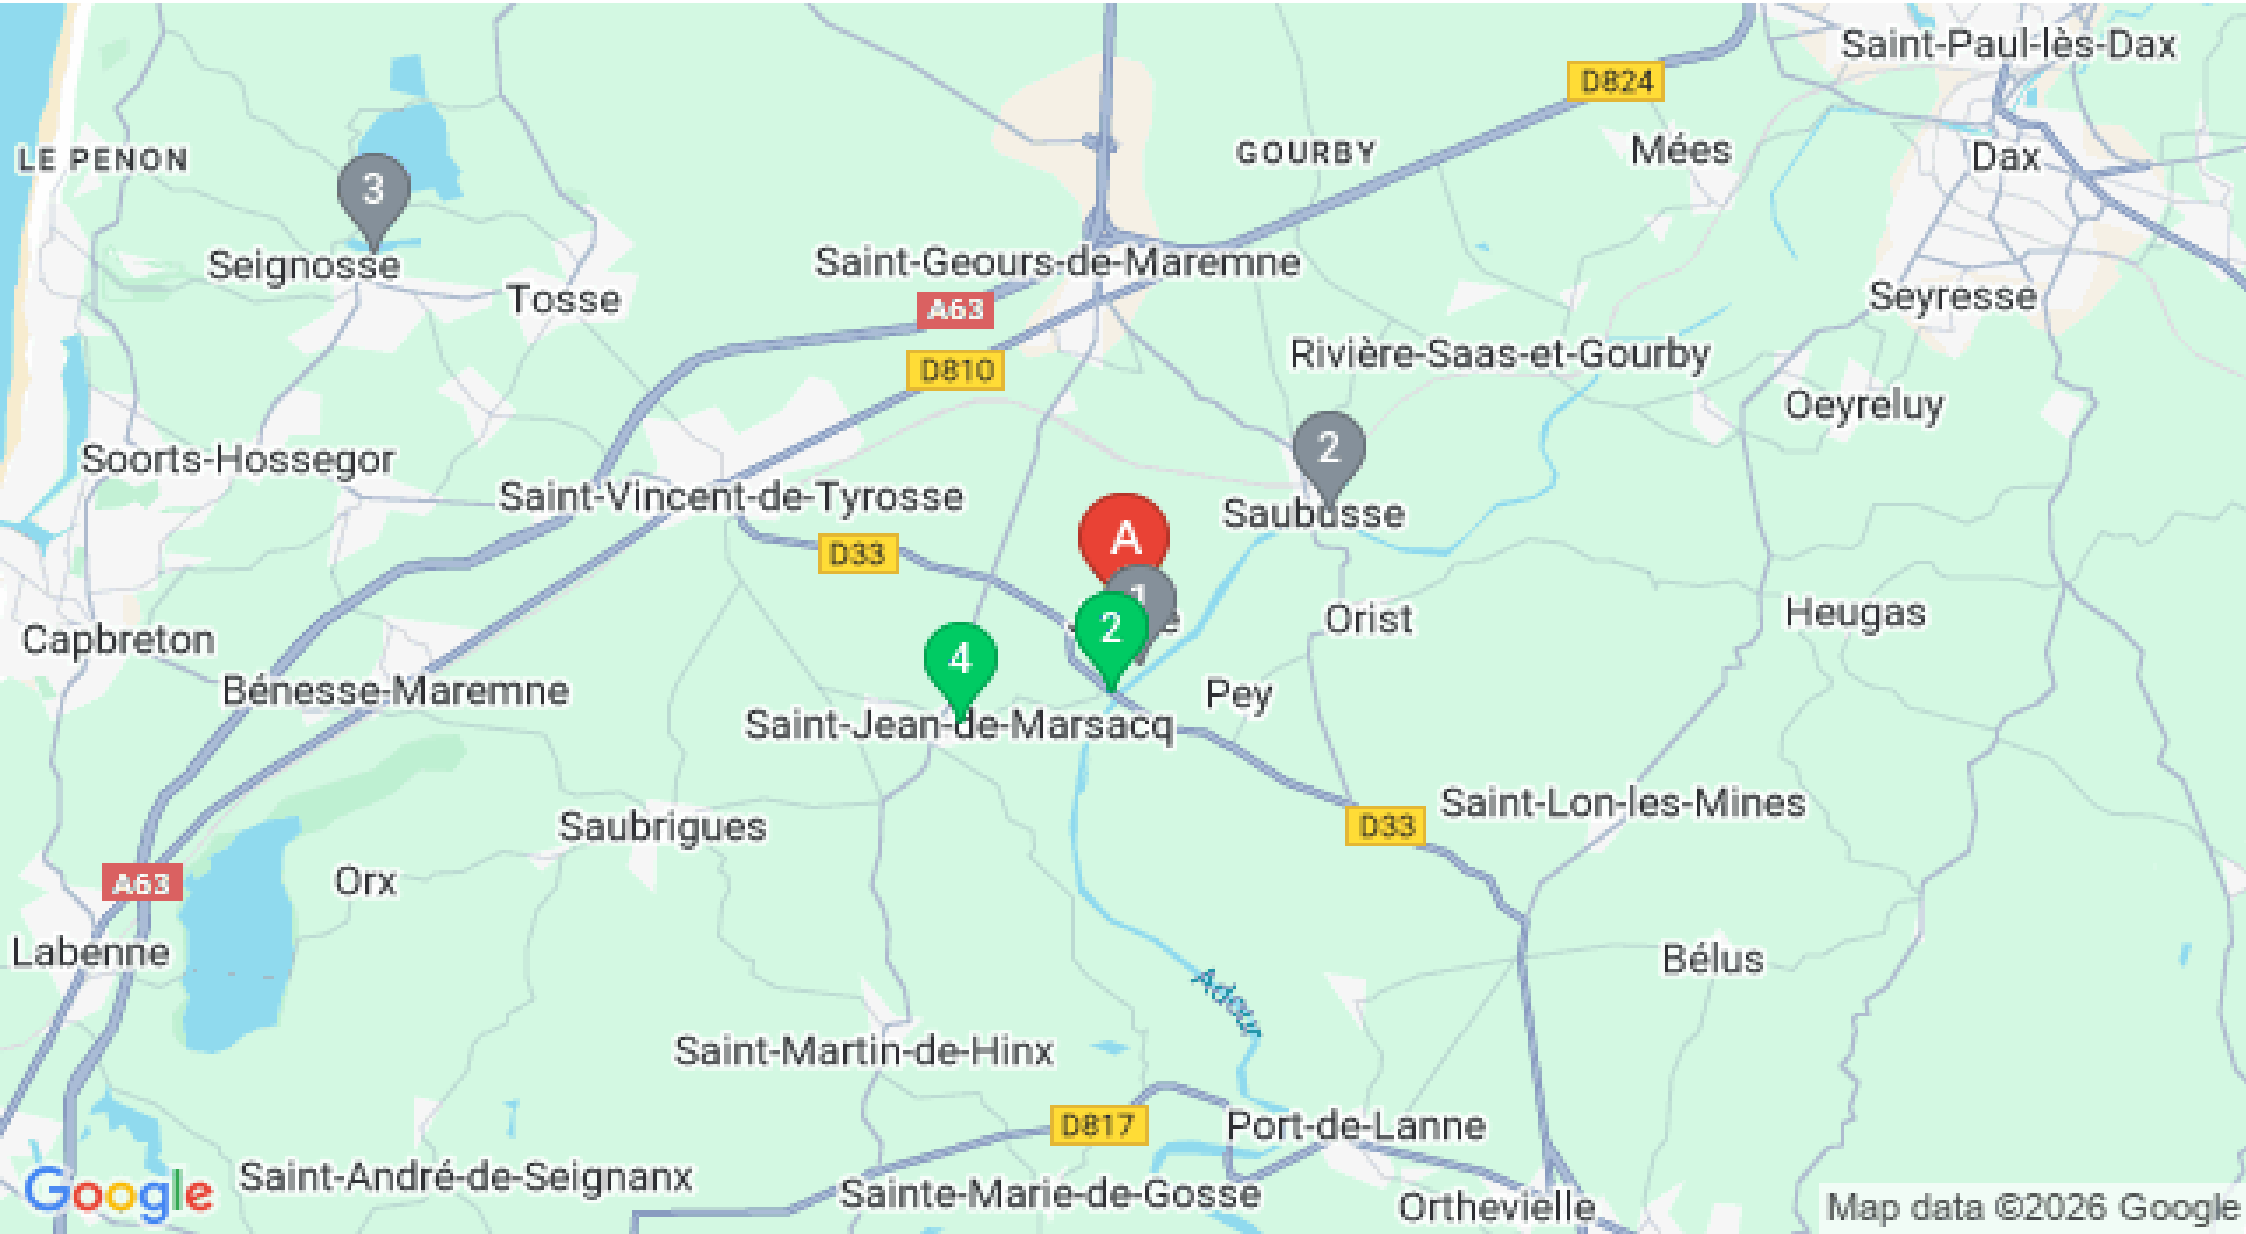 Saint-Paul-lès-Dax
D824
LE PENON
GOURBY
Mées
Dax
3
Seignosse
Saint-Geours-de-Maremne
Tosse
A63
Seyresse
D810
Rivière-Saas-et-Gourby
Oeyreluy
2
Soorts-Hossegor
Saint-Vincent-de-Tyrosse
Saubusse
A
D33
1
2
Orist
Heugas
Capbreton
4
Bénesse-Maremne
Pey
Saint-Jean-de-Marsacq
Saint-Lon-les-Mines
Saubrigues
D33
Orx
A63
Labenne
Bélus
Adour
Saint-Martin-de-Hinx
D817
Port-de-Lanne
Saint-André-de-Seignanx
Sainte-Marie-de-Gosse
Orthevielle
Google
Map data ©2026 Google